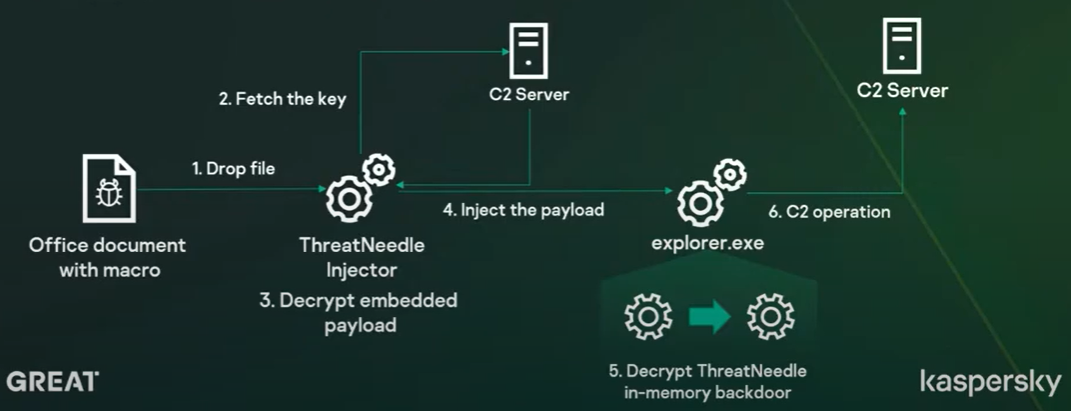 C2 Server
C2 Server
2. Fetch the key
1. Drop file
4. Inject the payload
6. C2 operation
Office document
with macro
ThreatNeedle
Injector
3. Decrypt embedded
payload
explorer.exe
5. Decrypt ThreatNeedle
in-memory backdoor
GREAT
kaspersky